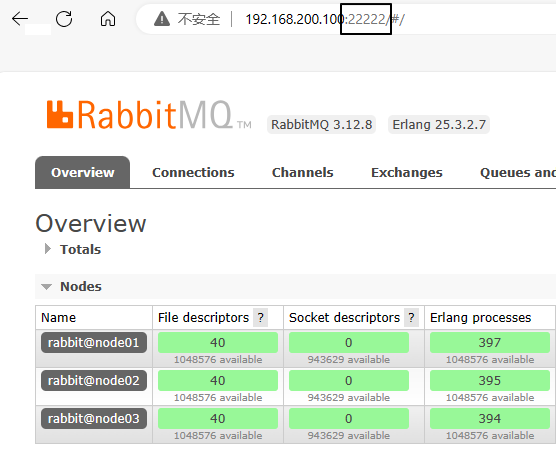 不安全 192.168.200.100:22222/#/
RabbitMQ TM RabbitMQ 3.12.8 Erlang 25.3.2.7
Overview Connections Channels Exchanges Queues and
Overview
Totals
Nodes
Name File descriptors ? Socket descriptors ? Erlang processes
rabbit@node01 40 0 397
1048576 available 943629 available 1048576 available
rabbit@node02 40 0 395
1048576 available 943629 available 1048576 available
rabbit@node03 40 0 394
1048576 available 943629 available 1048576 available